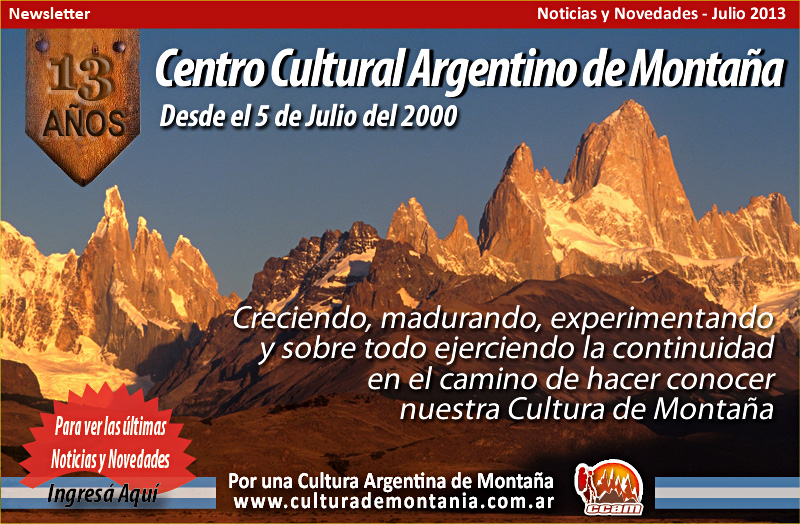 Newsletter
Noticias y Novedades - Julio 2013
13
AÑOS
Centro Cultural Argentino de Montaña
Desde el 5 de Julio del 2000
Creciendo, madurando, experimentando
y sobre todo ejerciendo la continuidad
en el camino de hacer conocer
nuestra Cultura de Montaña
Para ver las últimas
Noticias y Novedades
Ingresá Aquí
Por una Cultura Argentina de Montaña
www.culturademontania.com.ar
ccam